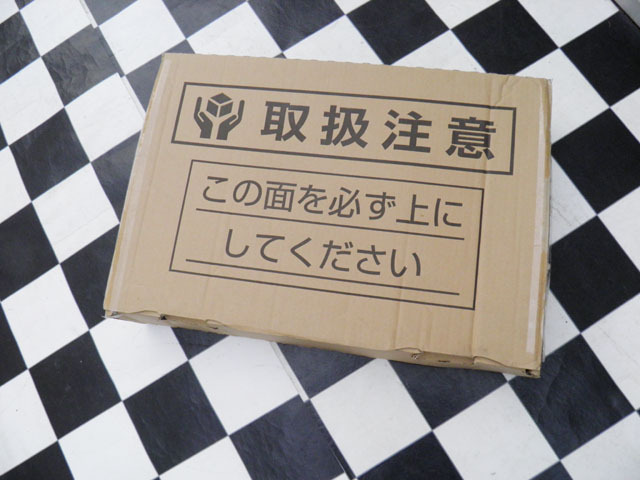 取扱注意
この面を必ず上に
してください